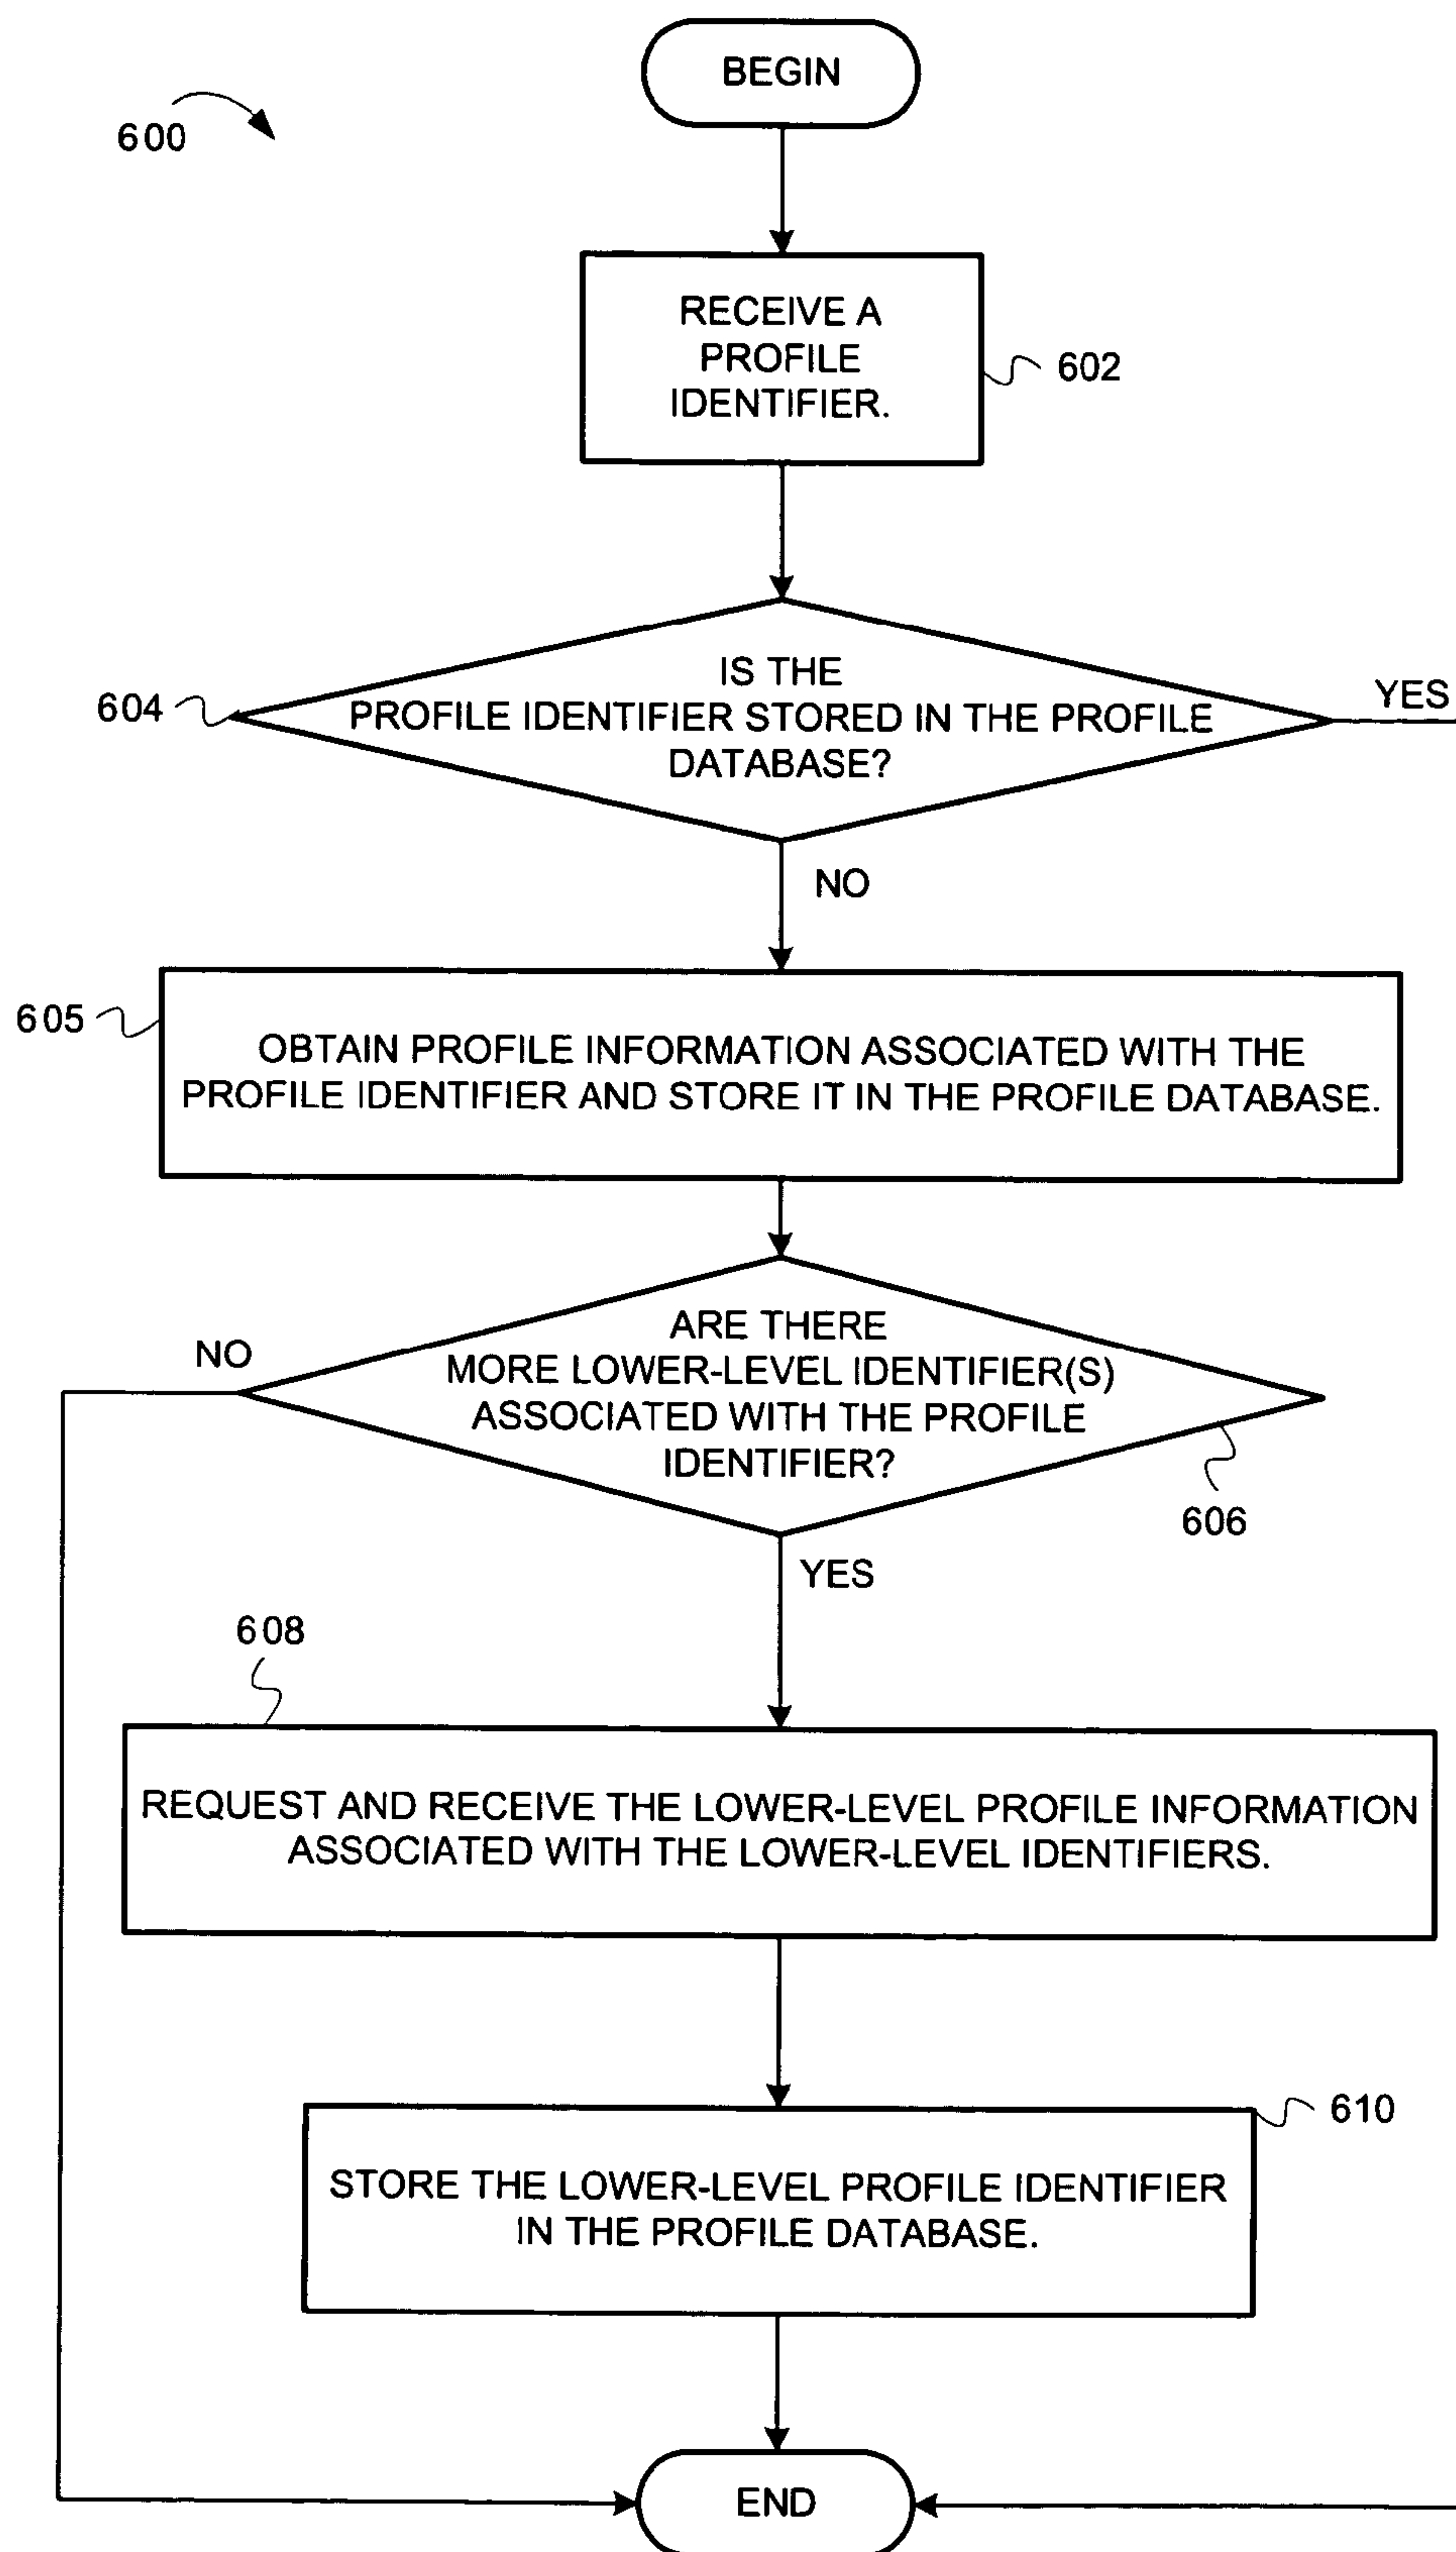 BEGIN
600
RECEIVE A
PROFILE
IDENTIFIER.
602
IS THE
PROFILE IDENTIFIER STORED IN THE PROFILE
DATABASE?
604
YES
NO
605
OBTAIN PROFILE INFORMATION ASSOCIATED WITH THE
PROFILE IDENTIFIER AND STORE IT IN THE PROFILE DATABASE.
ARE THERE
MORE LOWER-LEVEL IDENTIFIER(S)
ASSOCIATED WITH THE PROFILE
IDENTIFIER?
NO
606
YES
608
REQUEST AND RECEIVE THE LOWER-LEVEL PROFILE INFORMATION
ASSOCIATED WITH THE LOWER-LEVEL IDENTIFIERS.
610
STORE THE LOWER-LEVEL PROFILE IDENTIFIER
IN THE PROFILE DATABASE.
END